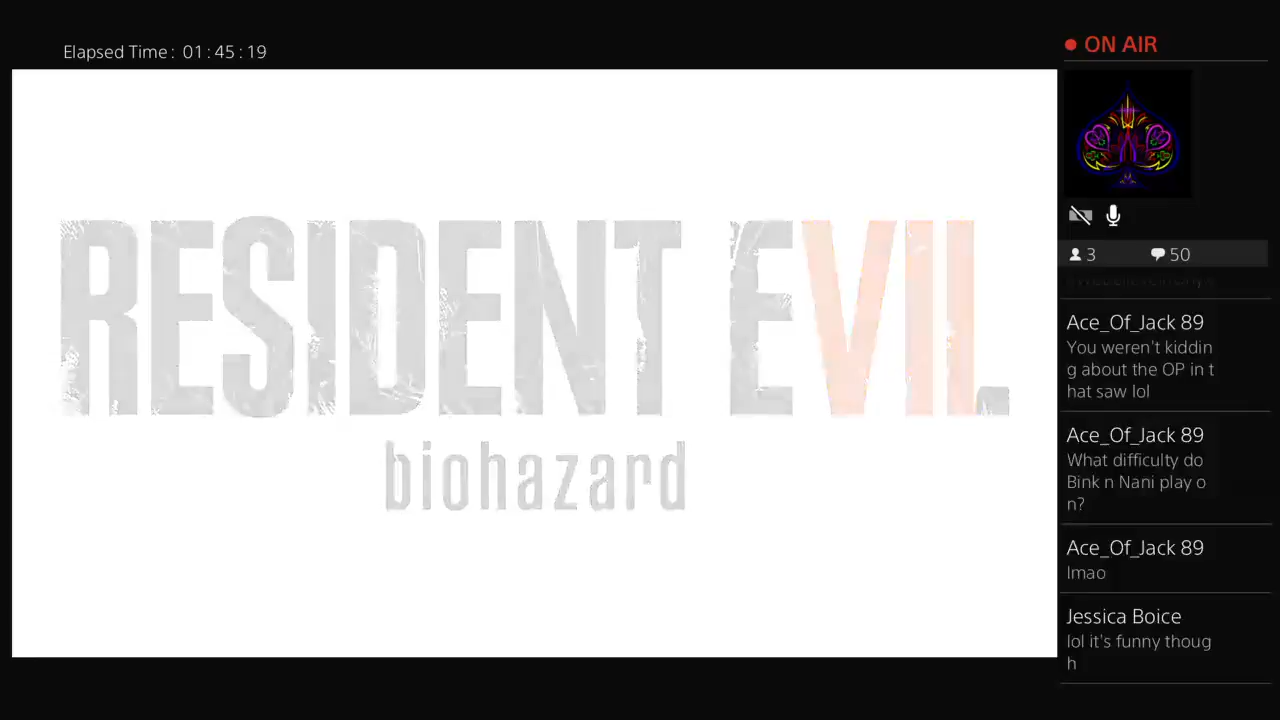 Elapsed Time: 01:45:19
ON AIR
RESIDENT EVII.
biohazard
3 50
Ace_Of_Jack 89
You weren't kiddin
g about the OP in t
hat saw lol
Ace_Of_Jack 89
What difficulty do
Bink n Nani play o
n?
Ace_Of_Jack 89
lmao
Jessica Boice
lol it's funny thoug
h